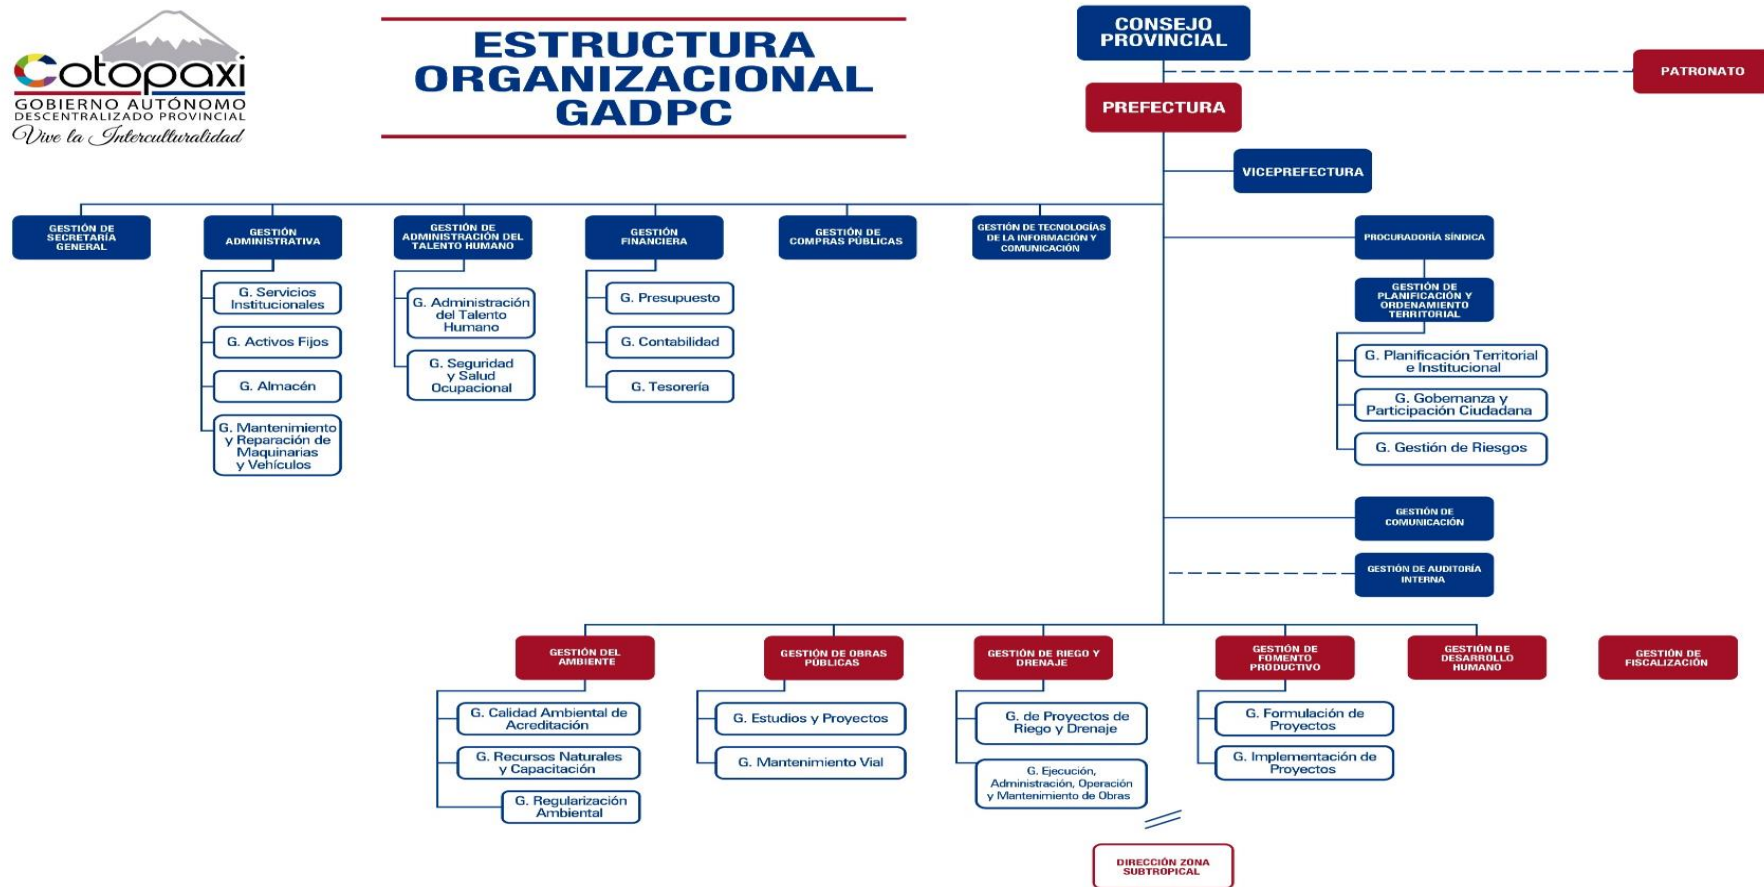 Cotopaxi
GOBIERNO AUTÓNOMO
DESCENTRALIZADO PROVINCIAL
Vive la Interculturalidad
ESTRUCTURA
ORGANIZACIONAL
GADPC
CONSEJO
PROVINCIAL
PATRONATO
PREFECTURA
VICEPREFECTURA
GESTIÓN DE
SECRETARÍA
GENERAL
GESTIÓN
ADMINISTRATIVA
GESTIÓN DE
ADMINISTRACIÓN DEL
TALENTO HUMANO
GESTIÓN
FINANCIERA
GESTIÓN DE
COMPRAS PÚBLICAS
GESTIÓN DE TECNOLOGÍAS
DE LA INFORMACIÓN Y
COMUNICACIÓN
PROCURADORÍA SÍNDICA
G. Servicios
Institucionales
G. Activos Fijos
G. Almacén
G. Mantenimiento
y Reparación de
Maquinarias
y Vehículos
G. Administración
del Talento
Humano
G. Seguridad
y Salud
Ocupacional
G. Presupuesto
G. Contabilidad
G. Tesorería
GESTIÓN DE
PLANIFICACIÓN Y
ORDENAMIENTO
TERRITORIAL
G. Planificación Territorial
e Institucional
G. Gobernanza y
Participación Ciudadana
G. Gestión de Riesgos
GESTIÓN DE
COMUNICACIÓN
GESTIÓN DE AUDITORÍA
INTERNA
GESTIÓN DEL
AMBIENTE
GESTIÓN DE OBRAS
PÚBLICAS
GESTIÓN DE RIEGO Y
DRENAJE
GESTIÓN DE
FOMENTO
PRODUCTIVO
GESTIÓN DE
DESARROLLO
HUMANO
GESTIÓN DE
FISCALIZACIÓN
G. Calidad Ambiental de
Acreditación
G. Recursos Naturales
y Capacitación
G. Regularización
Ambiental
G. Estudios y Proyectos
G. Mantenimiento Vial
G. de Proyectos de
Riego y Drenaje
G. Ejecución,
Administración, Operación
y Mantenimiento de Obras
G. Formulación de
Proyectos
G. Implementación de
Proyectos
DIRECCIÓN ZONA
SUBTROPICAL